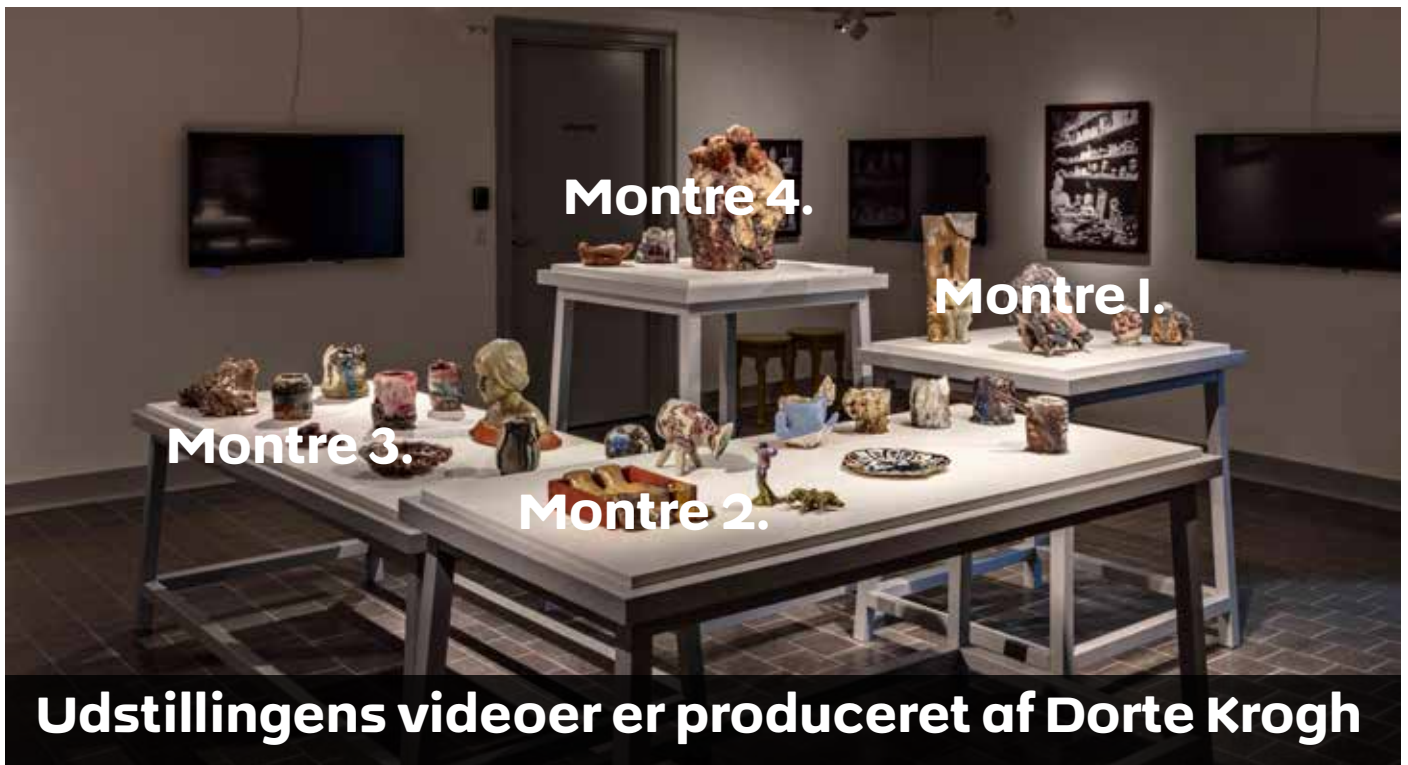 Montre 4.
Montre 1.
Montre 3.
Montre 2.
Udstillingens videoer er produceret af Dorte Krogh